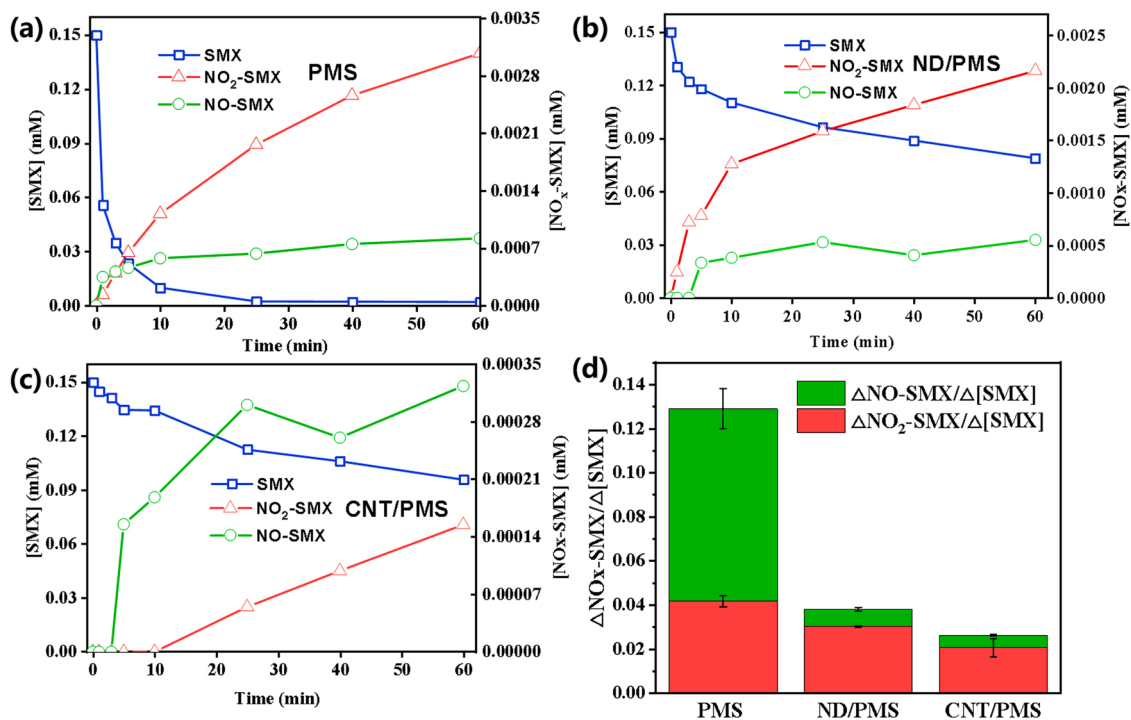 (a)
0.15
0.12
0.09
0.06
0.03
0.00
[SMX] (mM)
SMX
NO₂-SMX
NO-SMX
PMS
0.0035
0.0028
0.0021
0.0014
0.0007
0.0000
[NOₓ-SMX] (mM)
0 10 20 30 40 50 60
Time (min)
(b)
0.15
0.12
0.09
0.06
0.03
0.00
[SMX] (mM)
SMX
NO₂-SMX
NO-SMX
ND/PMS
0.0025
0.0020
0.0015
0.0010
0.0005
0.0000
[NOx-SMX] (mM)
0 10 20 30 40 50 60
Time (min)
(c)
0.15
0.12
0.09
0.06
0.03
0.00
[SMX] (mM)
SMX
NO₂-SMX
NO-SMX
CNT/PMS
0.00035
0.00028
0.00021
0.00014
0.00007
0.00000
[NOx-SMX] (mM)
0 10 20 30 40 50 60
Time (min)
(d)
0.14
0.12
0.10
0.08
0.06
0.04
0.02
0.00
△NOx-SMX/△[SMX]
△NO-SMX/△[SMX]
△NO₂-SMX/△[SMX]
PMS ND/PMS CNT/PMS